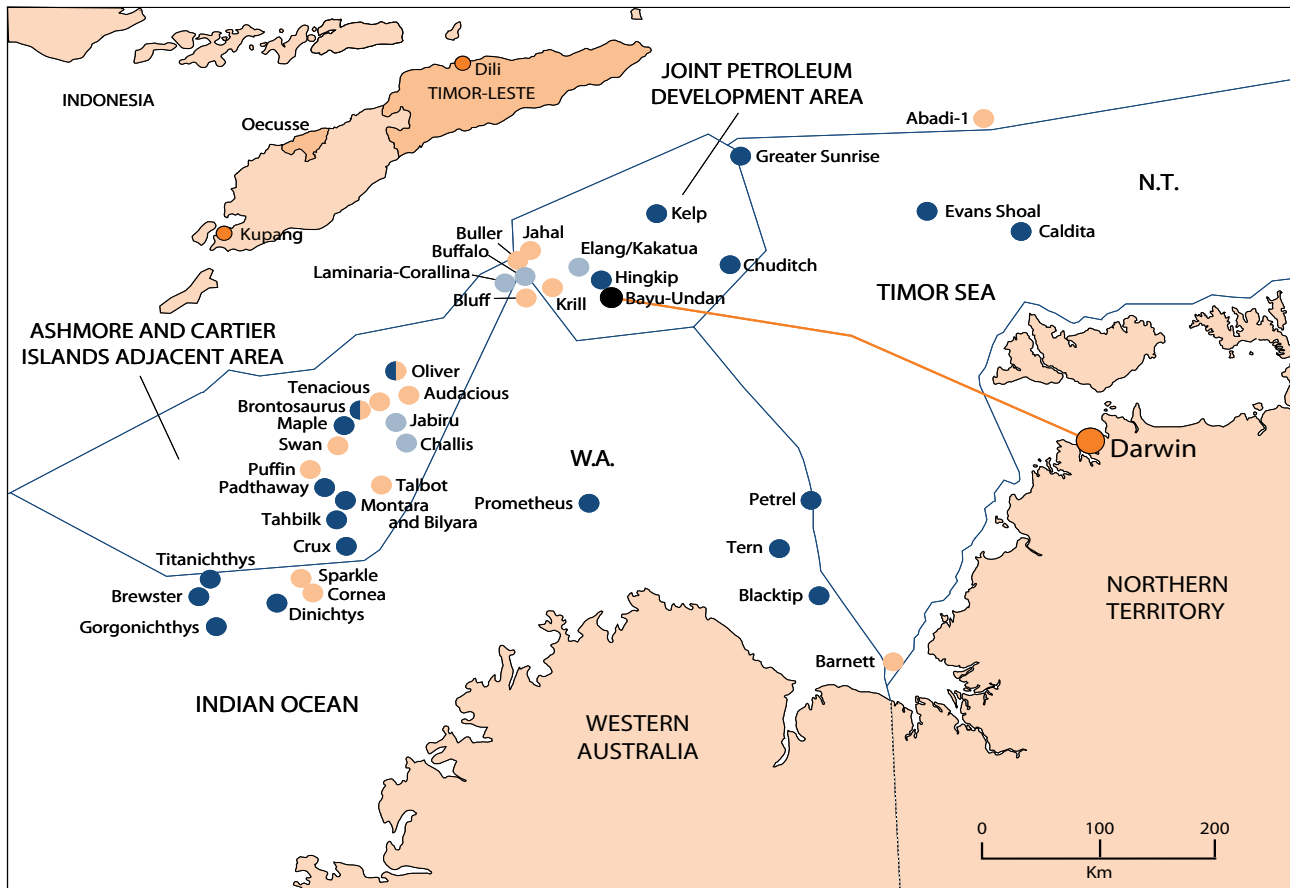 Dili
TIMOR-LESTE
INDONESIA
Oecusse
Kupang
JOINT PETROLEUM
DEVELOPMENT AREA
Abadi-1
Greater Sunrise
N.T.
Kelp
Evans Shoal
Caldita
Buller
Jahal
Buffalo
Elang/Kakatua
Laminaria-Corallina
Hingkip
Chuditch
Bluff
Krill
Bayu-Undan
TIMOR SEA
ASHMORE AND CARTIER
ISLANDS ADJACENT AREA
Oliver
Tenacious
Audacious
Brontosaurus
Maple
Jabiru
Swan
Challis
W.A.
Darwin
Puffin
Padthaway
Talbot
Montara
and Bilyara
Prometheus
Petrel
Tahbilk
Crux
Tern
Titanichthys
Sparkle
Brewster
Cornea
Dinichtys
Blacktip
Gorgonichthys
NORTHERN
TERRITORY
Barnett
INDIAN OCEAN
WESTERN
AUSTRALIA
0 100 200
Km